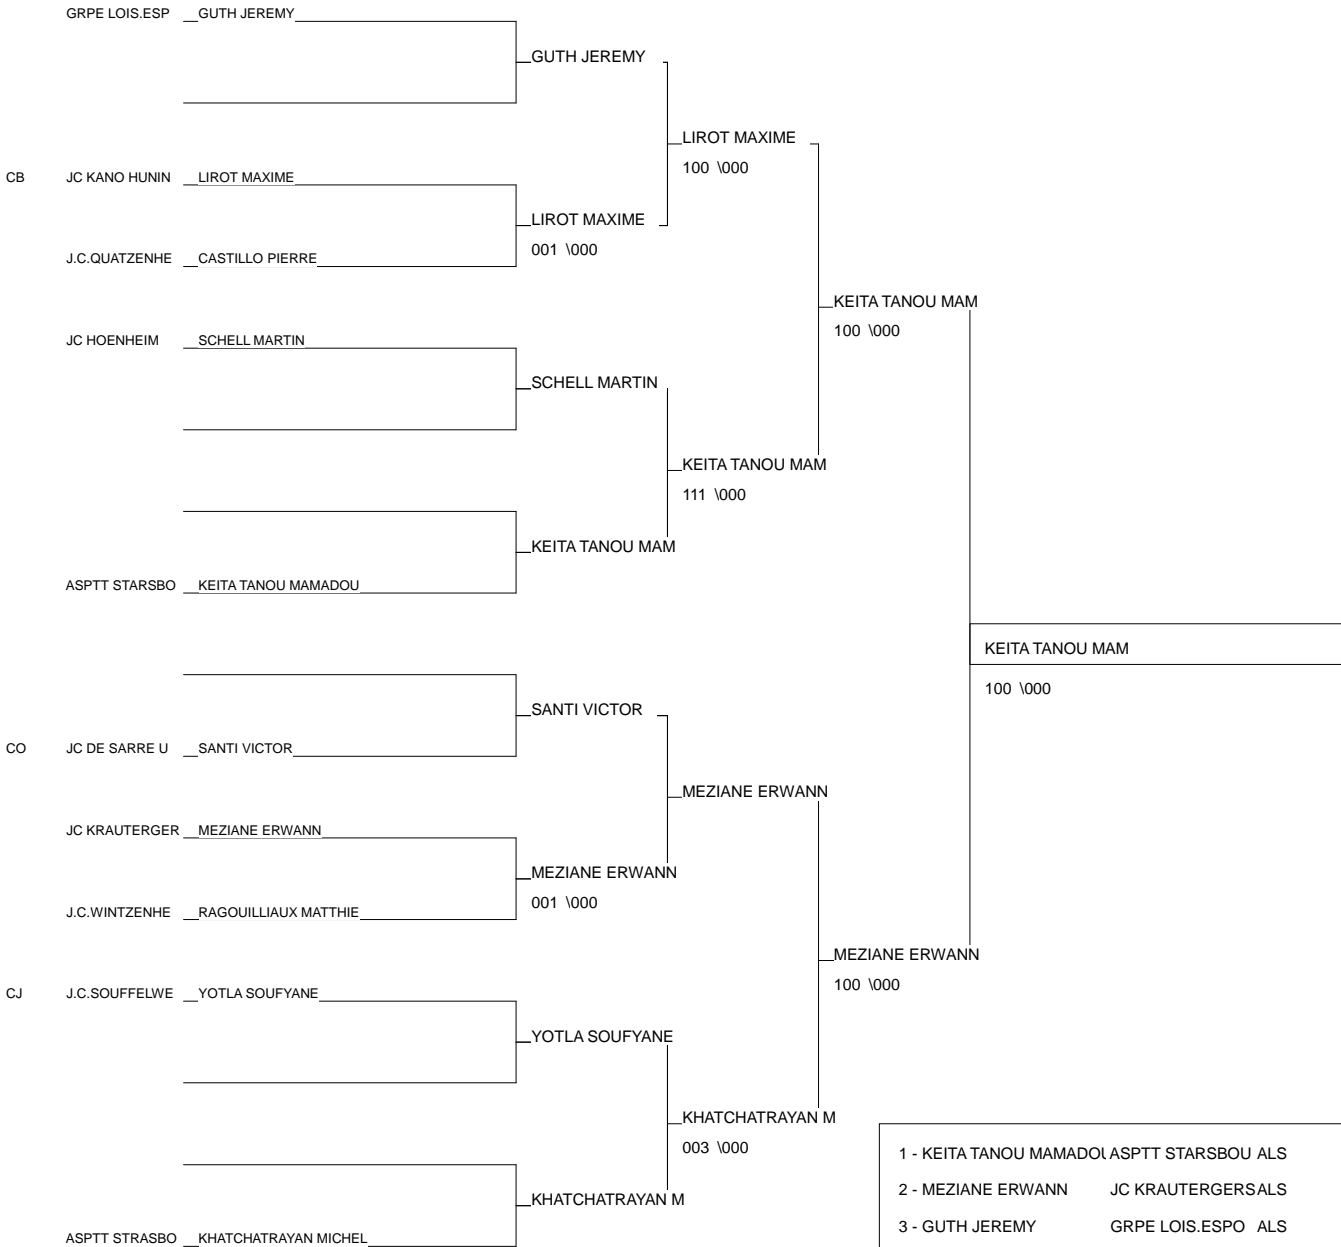 GRPE LOIS.ESP GUTH JEREMY
GUTH JEREMY
LIROT MAXIME
100 \000
CB JC KANO HUNIN LIROT MAXIME
LIROT MAXIME
001 \000
J.C.QUATZENHE CASTILLO PIERRE
KEITA TANOU MAM
100 \000
JC HOENHEIM SCHELL MARTIN
SCHELL MARTIN
KEITA TANOU MAM
111 \000
KEITA TANOU MAM
ASPTT STARSBO KEITA TANOU MAMADOU
KEITA TANOU MAM
100 \000
SANTI VICTOR
CO JC DE SARRE U SANTI VICTOR
MEZIANE ERWANN
JC KRAUTERGER MEZIANE ERWANN
MEZIANE ERWANN
001 \000
J.C.WINTZENHE RAGOUILLIAUX MATTHIE
MEZIANE ERWANN
100 \000
CJ J.C.SOUFFELWE YOTLA SOUFYANE
YOTLA SOUFYANE
KHATCHATRAYAN M
003 \000
KHATCHATRAYAN M
ASPTT STRASBO KHATCHATRAYAN MICHEL
1 - KEITA TANOU MAMADOU ASPTT STARSBOU ALS
2 - MEZIANE ERWANN JC KRAUTERGERS ALS
3 - GUTH JEREMY GRPE LOIS.ESPO ALS